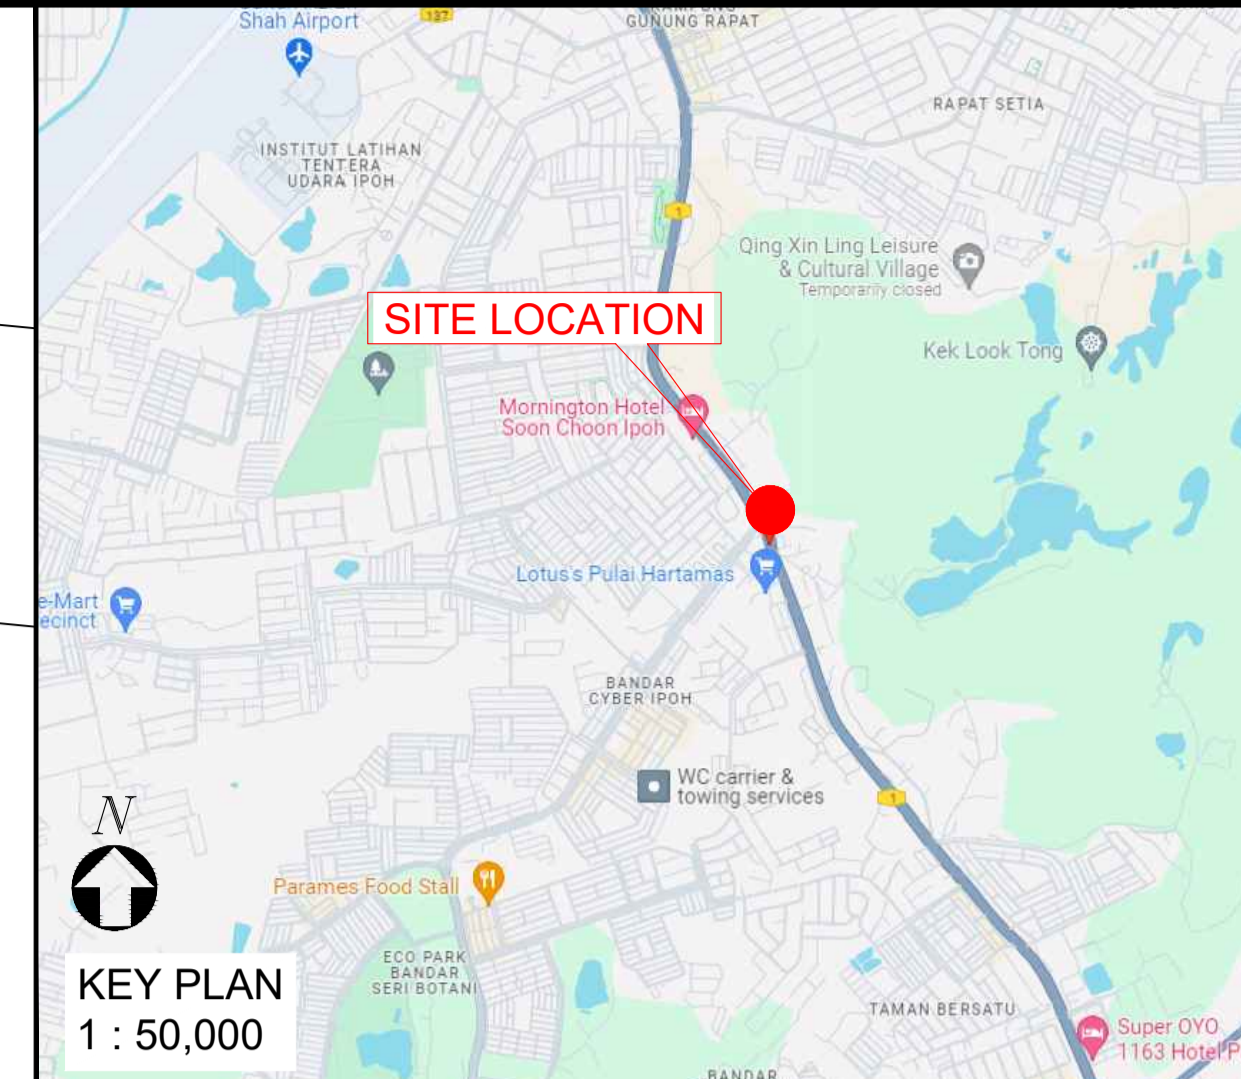 Shah Airport
137
GUNUNG RAPAT
RAPAT SETIA
INSTITUT LATIHAN
TENTERA
UDARA IPOH
1
Qing Xin Ling Leisure
& Cultural Village
Temporarily closed
SITE LOCATION
Kek Look Tong
Mornington Hotel
Soon Choon Ipoh
Lotus's Pulai Hartamas
e-Mart
ecinct
BANDAR
CYBER IPOH
WC carrier &
towing services
1
N
Parames Food Stall
ECO PARK
BANDAR
SERI BOTANI
KEY PLAN
1 : 50,000
TAMAN BERSATU
Super OYO
1163 Hotel P
BANDAR